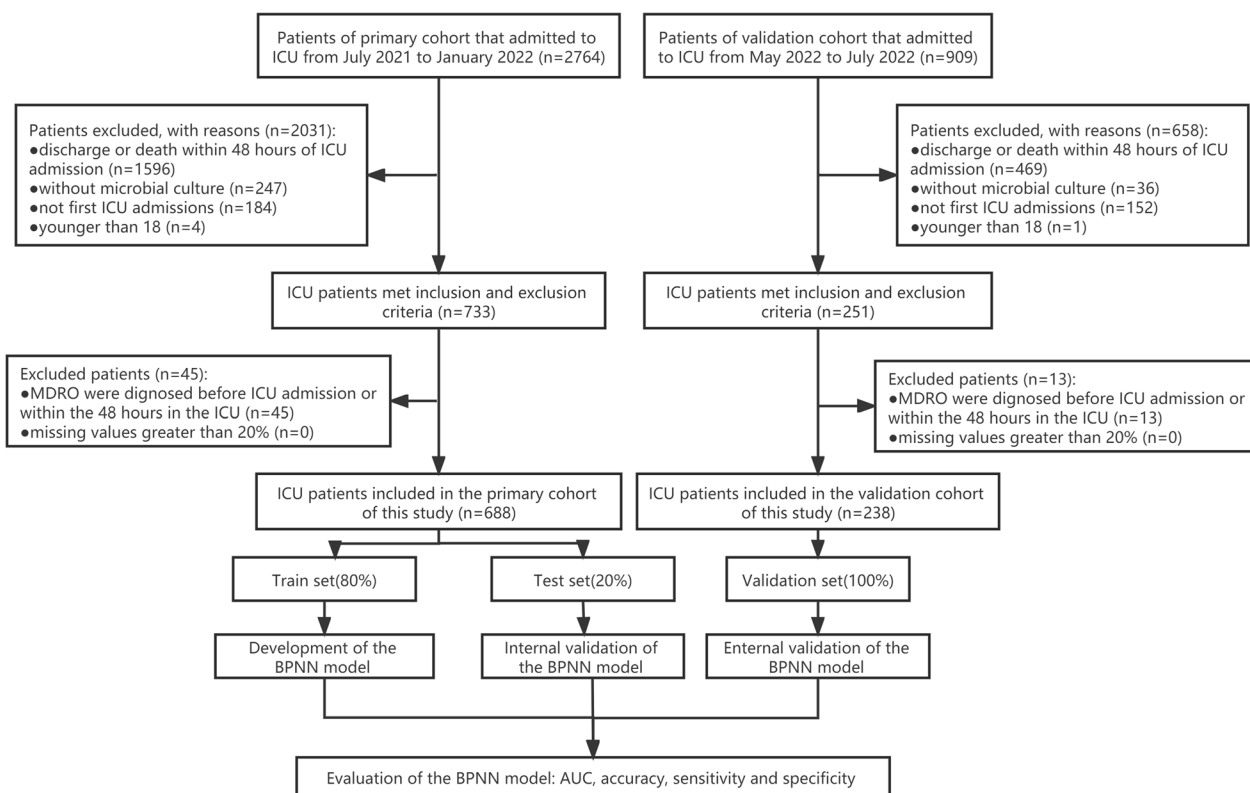 Patients of primary cohort that admitted to
ICU from July 2021 to January 2022 (n=2764)
Patients of validation cohort that admitted
to ICU from May 2022 to July 2022 (n=909)
Patients excluded, with reasons (n=2031):
●discharge or death within 48 hours of ICU
admission (n=1596)
●without microbial culture (n=247)
●not first ICU admissions (n=184)
●younger than 18 (n=4)
Patients excluded, with reasons (n=658):
●discharge or death within 48 hours of ICU
admission (n=469)
●without microbial culture (n=36)
●not first ICU admissions (n=152)
●younger than 18 (n=1)
ICU patients met inclusion and exclusion
criteria (n=733)
ICU patients met inclusion and exclusion
criteria (n=251)
Excluded patients (n=45):
●MDRO were dignosed before ICU admission or
within the 48 hours in the ICU (n=45)
●missing values greater than 20% (n=0)
Excluded patients (n=13):
●MDRO were dignosed before ICU admission or
within the 48 hours in the ICU (n=13)
●missing values greater than 20% (n=0)
ICU patients included in the primary cohort
of this study (n=688)
ICU patients included in the validation cohort
of this study (n=238)
Train set(80%)
Test set(20%)
Validation set(100%)
Development of the
BPNN model
Internal validation of
the BPNN model
Enternal validation of the
BPNN model
Evaluation of the BPNN model: AUC, accuracy, sensitivity and specificity